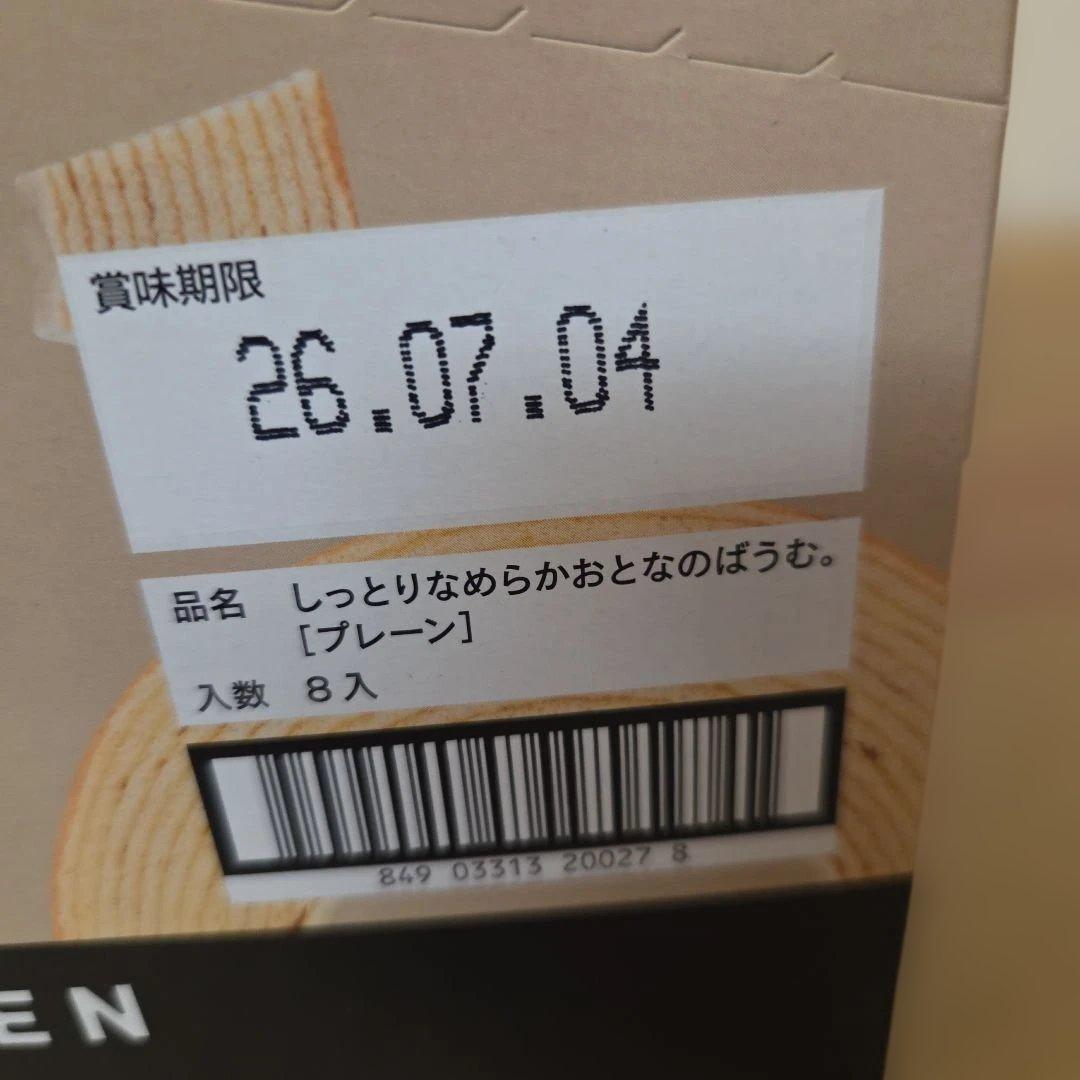 賞味期限
26.07.04
品名 しっとりなめらかおとなのばうむ。
[プレーン]
入数 8入
849 03313 20027 8
EN